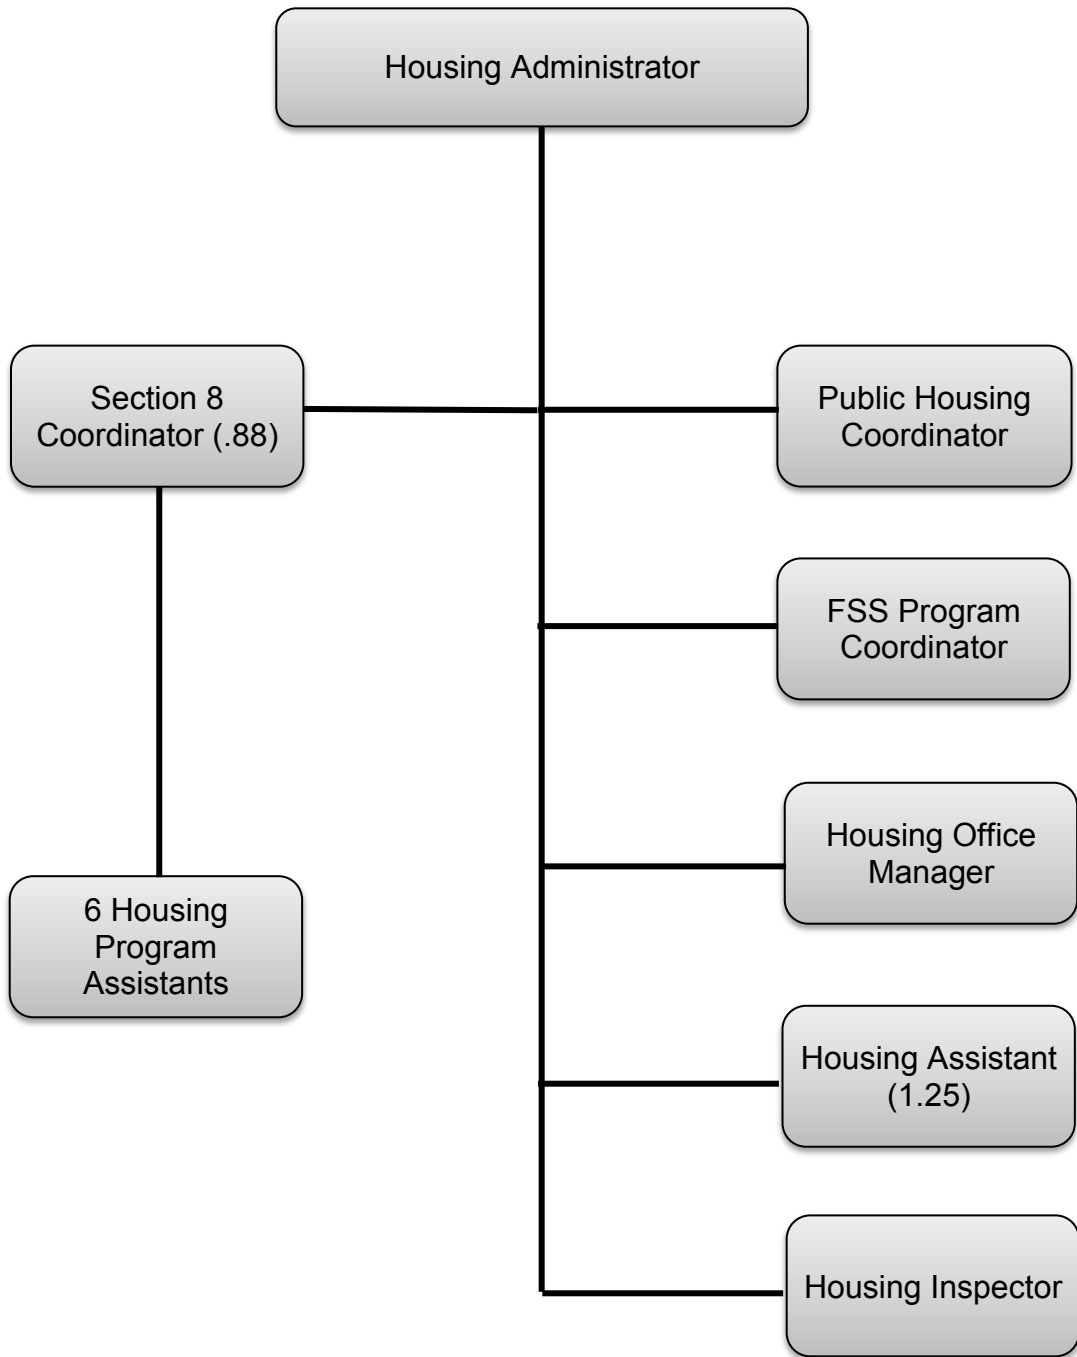 Housing Administrator
Section 8
Coordinator (.88)
Public Housing
Coordinator
FSS Program
Coordinator
Housing Office
Manager
6 Housing
Program
Assistants
Housing Assistant
(1.25)
Housing Inspector